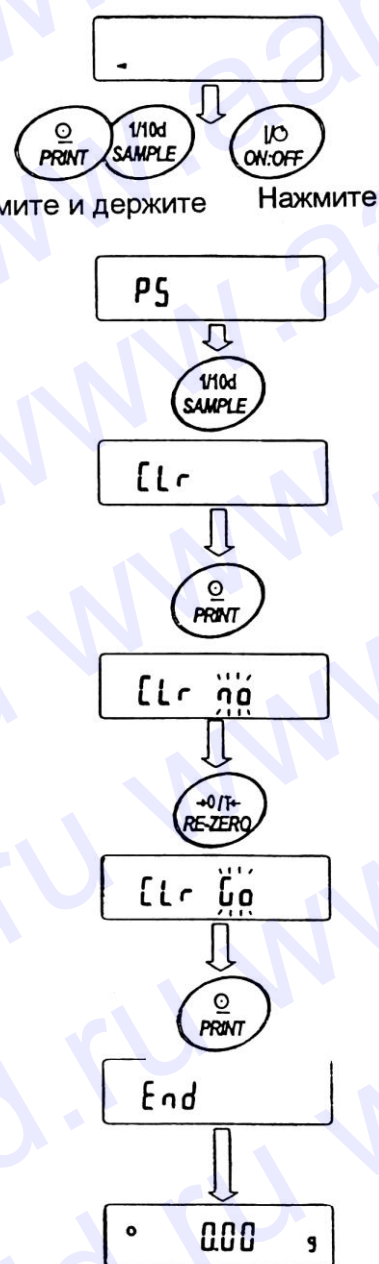 PRINT
1/10d
SAMPLE
I/
ON:OFF
мите и держите
Нажмите
PS
1/10d
SAMPLE
CLr
PRINT
CLr no
→0/T←
RE-ZERO
CLr Go
PRINT
End
0.00 g